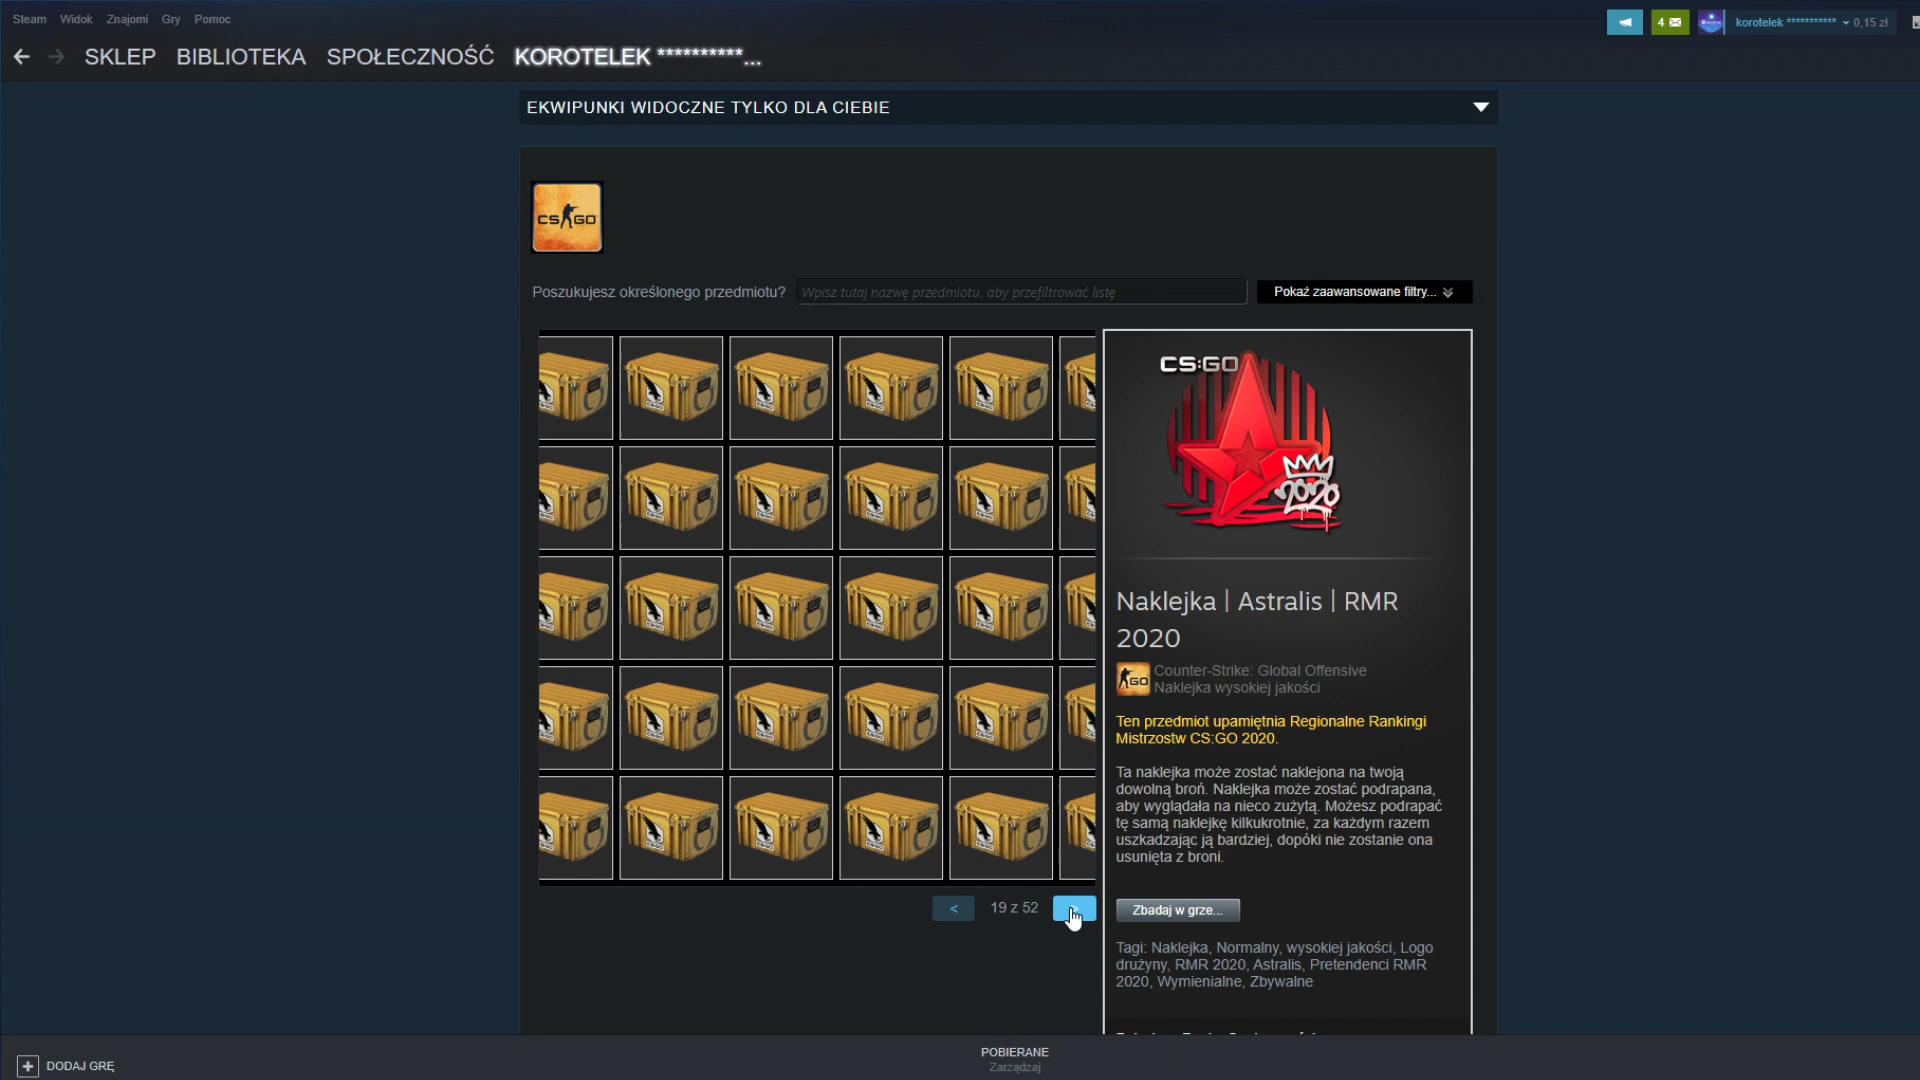 Steam Widok Znajomi Gry Pomoc
4
korotelek *********** 0,15 zł
SKLEP BIBLIOTEKA SPOŁECZNOŚĆ KOROTELEK **********...
EKWIPUNKI WIDOCZNE TYLKO DLA CIEBIE
CS GO
Poszukujesz określonego przedmiotu?
Wpisz tutaj nazwę przedmiotu, aby przefiltrować listę
Pokaż zaawansowane filtry...
CS:GO
2020
Naklejka | Astralis | RMR
2020
GO
Counter-Strike: Global Offensive
Naklejka wysokiej jakości
Ten przedmiot upamiętnia Regionalne Rankingi
Mistrzostw CS:GO 2020.
Ta naklejka może zostać naklejona na twoją
dowolną broń. Naklejka może zostać podrapana,
aby wyglądała na nieco zużytą. Możesz podrapać
tę samą naklejkę kilkukrotnie, za każdym razem
uszkadzając ją bardziej, dopóki nie zostanie ona
usunięta z broni.
< 19 z 52
Zbadaj w grze...
Tagi: Naklejka, Normalny, wysokiej jakości, Logo
drużyny, RMR 2020, Astralis, Pretendenci RMR
2020, Wymienialne, Zbywalne
DODAJ GRĘ
POBIERANE
Zarządzaj